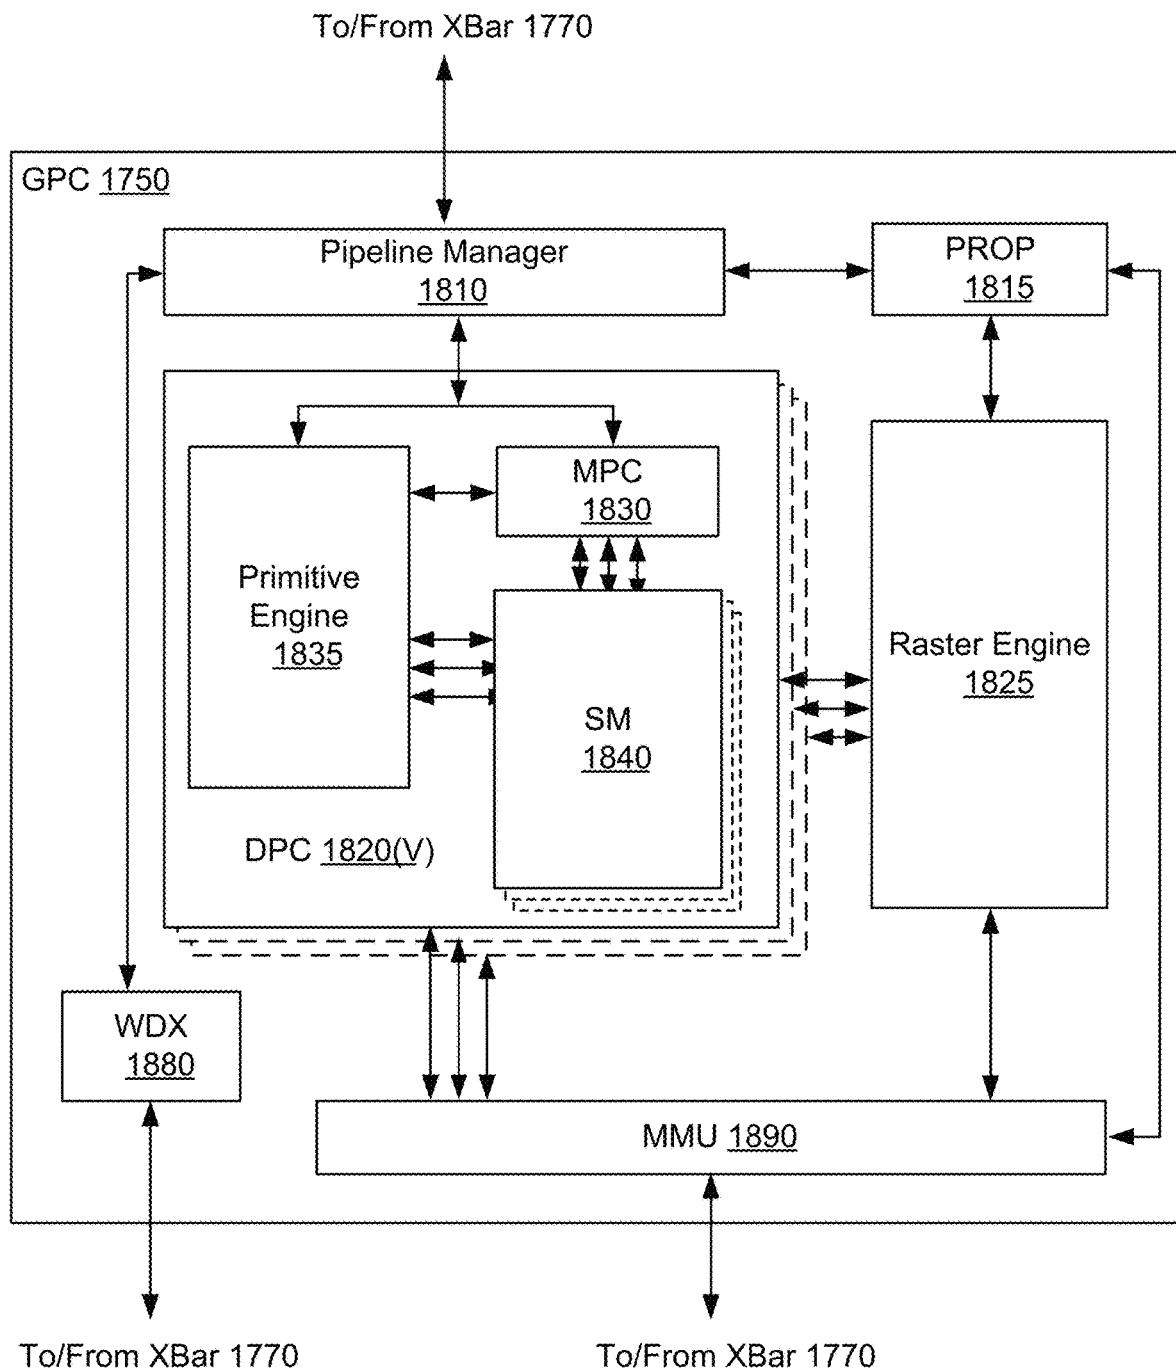 To/From XBar 1770
GPC 1750
Pipeline Manager
1810
PROP
1815
MPC
1830
Primitive
Engine
1835
Raster Engine
1825
SM
1840
DPC 1820(V)
WDX
1880
MMU 1890
To/From XBar 1770
To/From XBar 1770